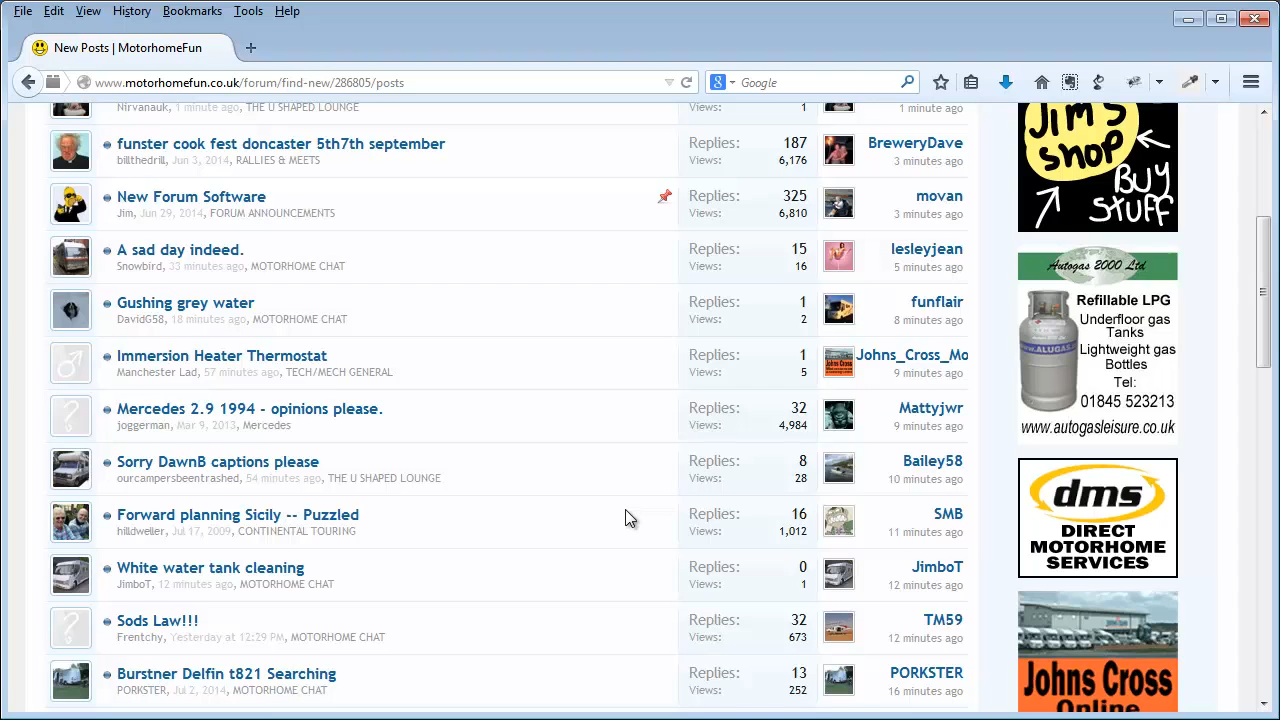 File Edit View History Bookmarks Tools Help
New Posts | MotorhomeFun
www.motorhomefun.co.uk/forum/find-new/286805/posts
Google
Nirvanauk, 1 minute ago, THE U SHAPED LOUNGE
Views: 1
1 minute ago
funster cook fest doncaster 5th7th september
billthedrill, Jun 3, 2014, RALLIES & MEETS
Replies: 187
Views: 6,176
BreweryDave
3 minutes ago
New Forum Software
Jim, Jun 29, 2014, FORUM ANNOUNCEMENTS
Replies: 325
Views: 6,810
movan
3 minutes ago
A sad day indeed.
Snowbird, 33 minutes ago, MOTORHOME CHAT
Replies: 15
Views: 16
lesleyjean
5 minutes ago
Gushing grey water
DavidG58, 18 minutes ago, MOTORHOME CHAT
Replies: 1
Views: 2
funflair
8 minutes ago
Immersion Heater Thermostat
Lad, 57 minutes ago, TECH/MECH GENERAL
Replies:
Views: 5
Johns_Cross_Mo
9 minutes ago
Mercedes 2.9 1994 - opinions please.
Mar 9, 2013, Mercedes
Replies: 32
Views: 4,984
Mattyjwr
9 minutes ago
Sorry DawnB captions please
ourcampersbeentrashed, 54 minutes ago, THE U SHAPED LOUNGE
Replies: 8
Views: 28
Bailey58
10 minutes ago
Forward planning Sicily -- Puzzled
hilldweller, Jul 17, 2009, CONTINENTAL TOURING
Replies: 16
Views: 1,012
SMB
11 minutes ago
White water tank cleaning
JimboT, 12 minutes ago, MOTORHOME CHAT
Replies: 0
Views: 1
JimboT
12 minutes ago
Sods Law!!!
Frenchy, Yesterday at 12:29 PM, MOTORHOME CHAT
Replies: 32
Views: 673
TM59
12 minutes ago
Burstner Delfin t821 Searching
PORKSTER, Jul 2, 2014, MOTORHOME CHAT
Replies: 13
Views: 252
PORKSTER
16 minutes ago
JIM'S
SHOP
BUY
STUFF
Autogas 2000 Ltd
Refillable LPG
Underfloor gas
Tanks
Lightweight gas
Bottles
Tel:
01845 523213
www.ALUGAS
www.autogasleisure.co.uk
dms
DIRECT
MOTORHOME
SERVICES
Johns Cross
Online